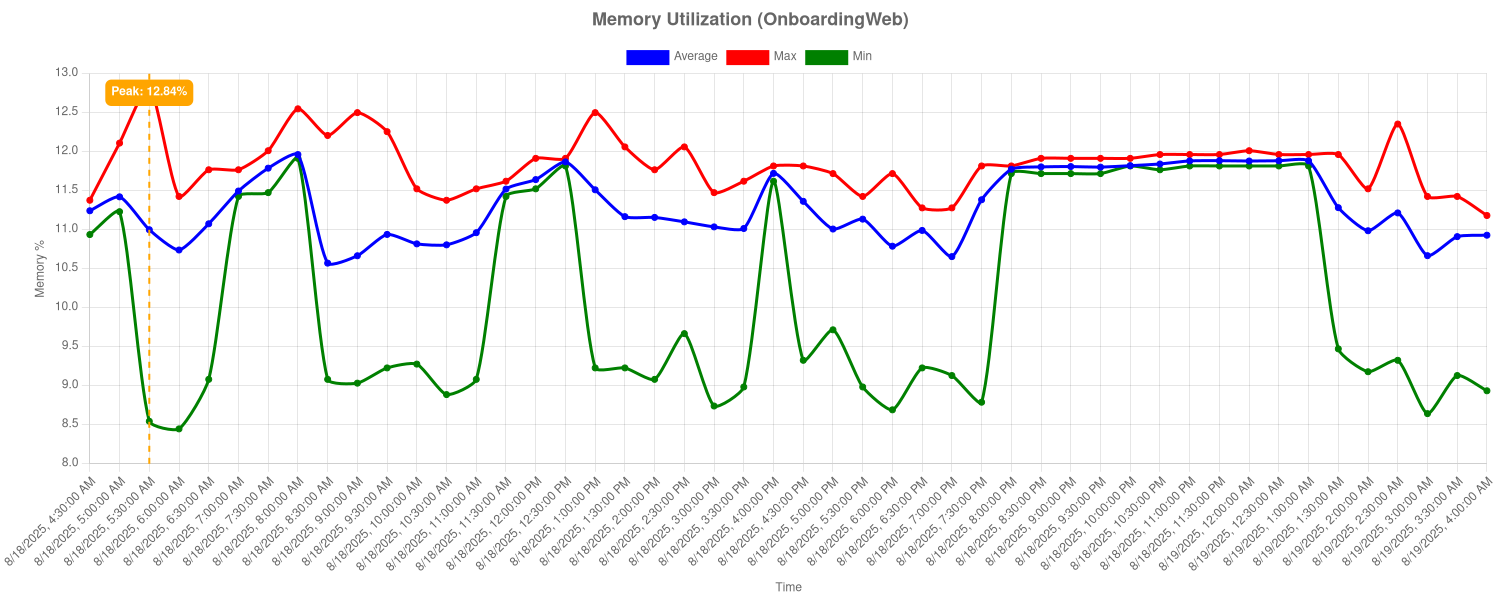 Memory Utilization (OnboardingWeb)
Average Max Min
Peak: 12.84%
13.0
12.5
12.0
11.5
11.0
10.5
10.0
9.5
9.0
8.5
8.0
Memory %
8/18/2025, 4:30:00 AM
8/18/2025, 5:00:00 AM
8/18/2025, 5:30:00 AM
8/18/2025, 6:00:00 AM
8/18/2025, 6:30:00 AM
8/18/2025, 7:00:00 AM
8/18/2025, 7:30:00 AM
8/18/2025, 8:00:00 AM
8/18/2025, 8:30:00 AM
8/18/2025, 9:00:00 AM
8/18/2025, 9:30:00 AM
8/18/2025, 10:00:00 AM
8/18/2025, 10:30:00 AM
8/18/2025, 11:00:00 AM
8/18/2025, 11:30:00 AM
8/18/2025, 12:00:00 PM
8/18/2025, 12:30:00 PM
8/18/2025, 1:00:00 PM
8/18/2025, 1:30:00 PM
8/18/2025, 2:00:00 PM
8/18/2025, 2:30:00 PM
8/18/2025, 3:00:00 PM
8/18/2025, 3:30:00 PM
8/18/2025, 4:00:00 PM
8/18/2025, 4:30:00 PM
8/18/2025, 5:00:00 PM
8/18/2025, 5:30:00 PM
8/18/2025, 6:00:00 PM
8/18/2025, 6:30:00 PM
8/18/2025, 7:00:00 PM
8/18/2025, 7:30:00 PM
8/18/2025, 8:00:00 PM
8/18/2025, 8:30:00 PM
8/18/2025, 9:00:00 PM
8/18/2025, 9:30:00 PM
8/18/2025, 10:00:00 PM
8/18/2025, 10:30:00 PM
8/18/2025, 11:00:00 PM
8/18/2025, 11:30:00 PM
8/19/2025, 12:00:00 AM
8/19/2025, 12:30:00 AM
8/19/2025, 1:00:00 AM
8/19/2025, 1:30:00 AM
8/19/2025, 2:00:00 AM
8/19/2025, 2:30:00 AM
8/19/2025, 3:00:00 AM
8/19/2025, 3:30:00 AM
8/19/2025, 4:00:00 AM
Time